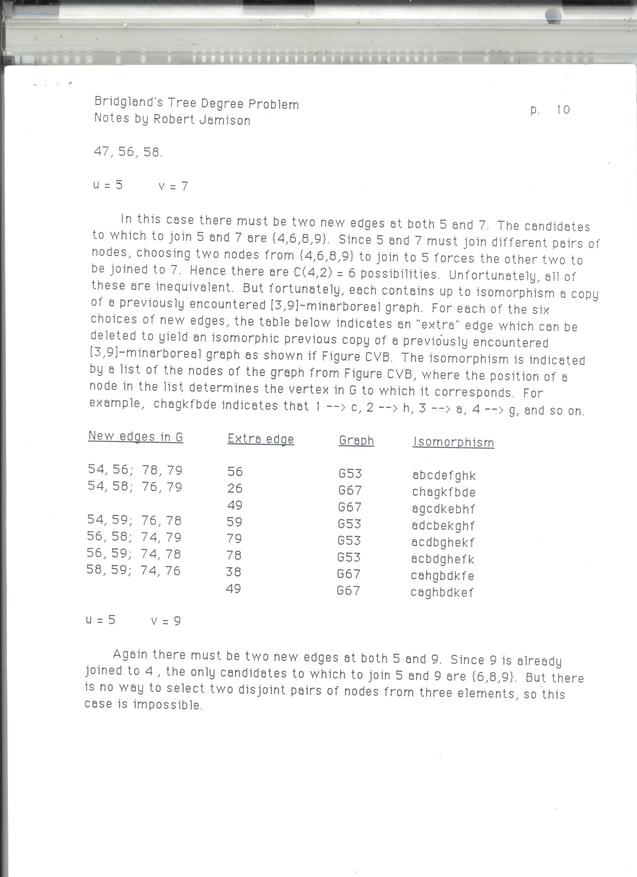 Bridgland's Tree Degree Problem
Notes by Robert Jamison
p. 10
47, 56, 58.
u = 5 v = 7
In this case there must be two new edges at both 5 and 7. The candidates
to which to join 5 and 7 are {4,6,8,9}. Since 5 and 7 must join different pairs of
nodes, choosing two nodes from {4,6,8,9} to join to 5 forces the other two to
be joined to 7. Hence there are C(4,2) = 6 possibilities. Unfortunately, all of
these are inequivalent. But fortunately, each contains up to isomorphism a copy
of a previously encountered [3,9]-minarboreal graph. For each of the six
choices of new edges, the table below indicates an "extra" edge which can be
deleted to yield an isomorphic previous copy of a previously encountered
[3,9]-minarboreal graph as shown if Figure CVB. The isomorphism is indicated
by a list of the nodes of the graph from Figure CVB, where the position of a
node in the list determines the vertex in G to which it corresponds. For
example, chagkfbde indicates that 1 --> c, 2 --> h, 3 --> a, 4 --> g, and so on.
New edges in G Extra edge Graph Isomorphism
54, 56; 78, 79 56 G53 abcdefghk
54, 58; 76, 79 26 G67 chagkfbde
49 G67 agcdkebhf
54, 59; 76, 78 59 G53 adcbekghf
56, 58; 74, 79 79 G53 acdbghekf
56, 59; 74, 78 78 G53 acbdghefk
58, 59; 74, 76 38 G67 cahgbdkfe
49 G67 caghbdkef
u = 5 v = 9
Again there must be two new edges at both 5 and 9. Since 9 is already
joined to 4 , the only candidates to which to join 5 and 9 are {6,8,9}. But there
is no way to select two disjoint pairs of nodes from three elements, so this
case is impossible.